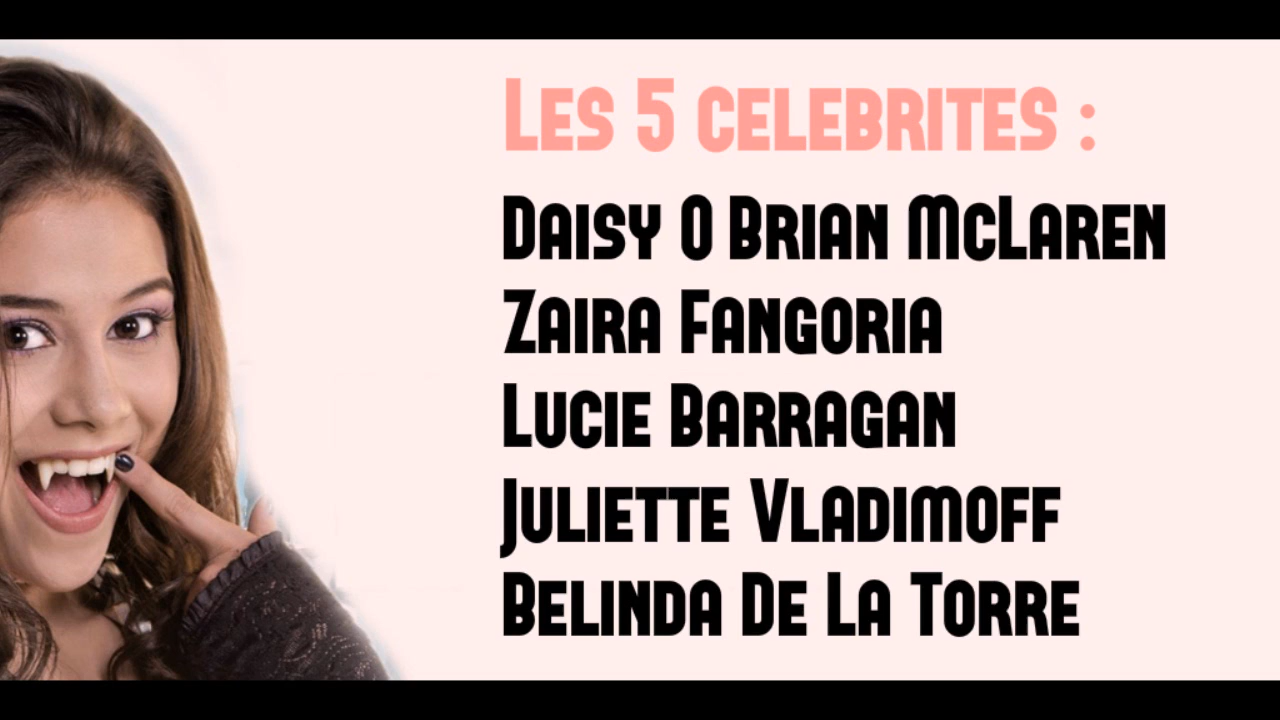 Les 5 celebrites :
Daisy O Brian McLaren
Zaira Fangoria
Lucie Barragan
Juliette Vladimoff
Belinda De La Torre